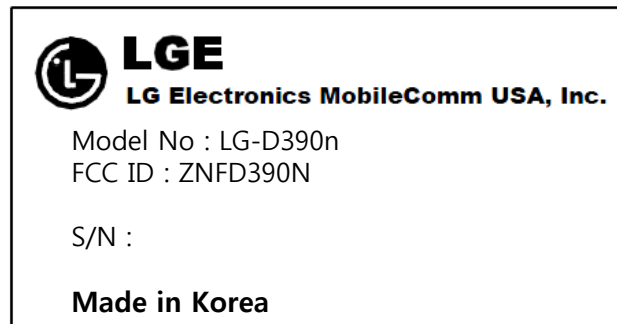 LGE
LG Electronics MobileComm USA, Inc.
Model No : LG-D390n
FCC ID : ZNFD390N
S/N :
Made in Korea